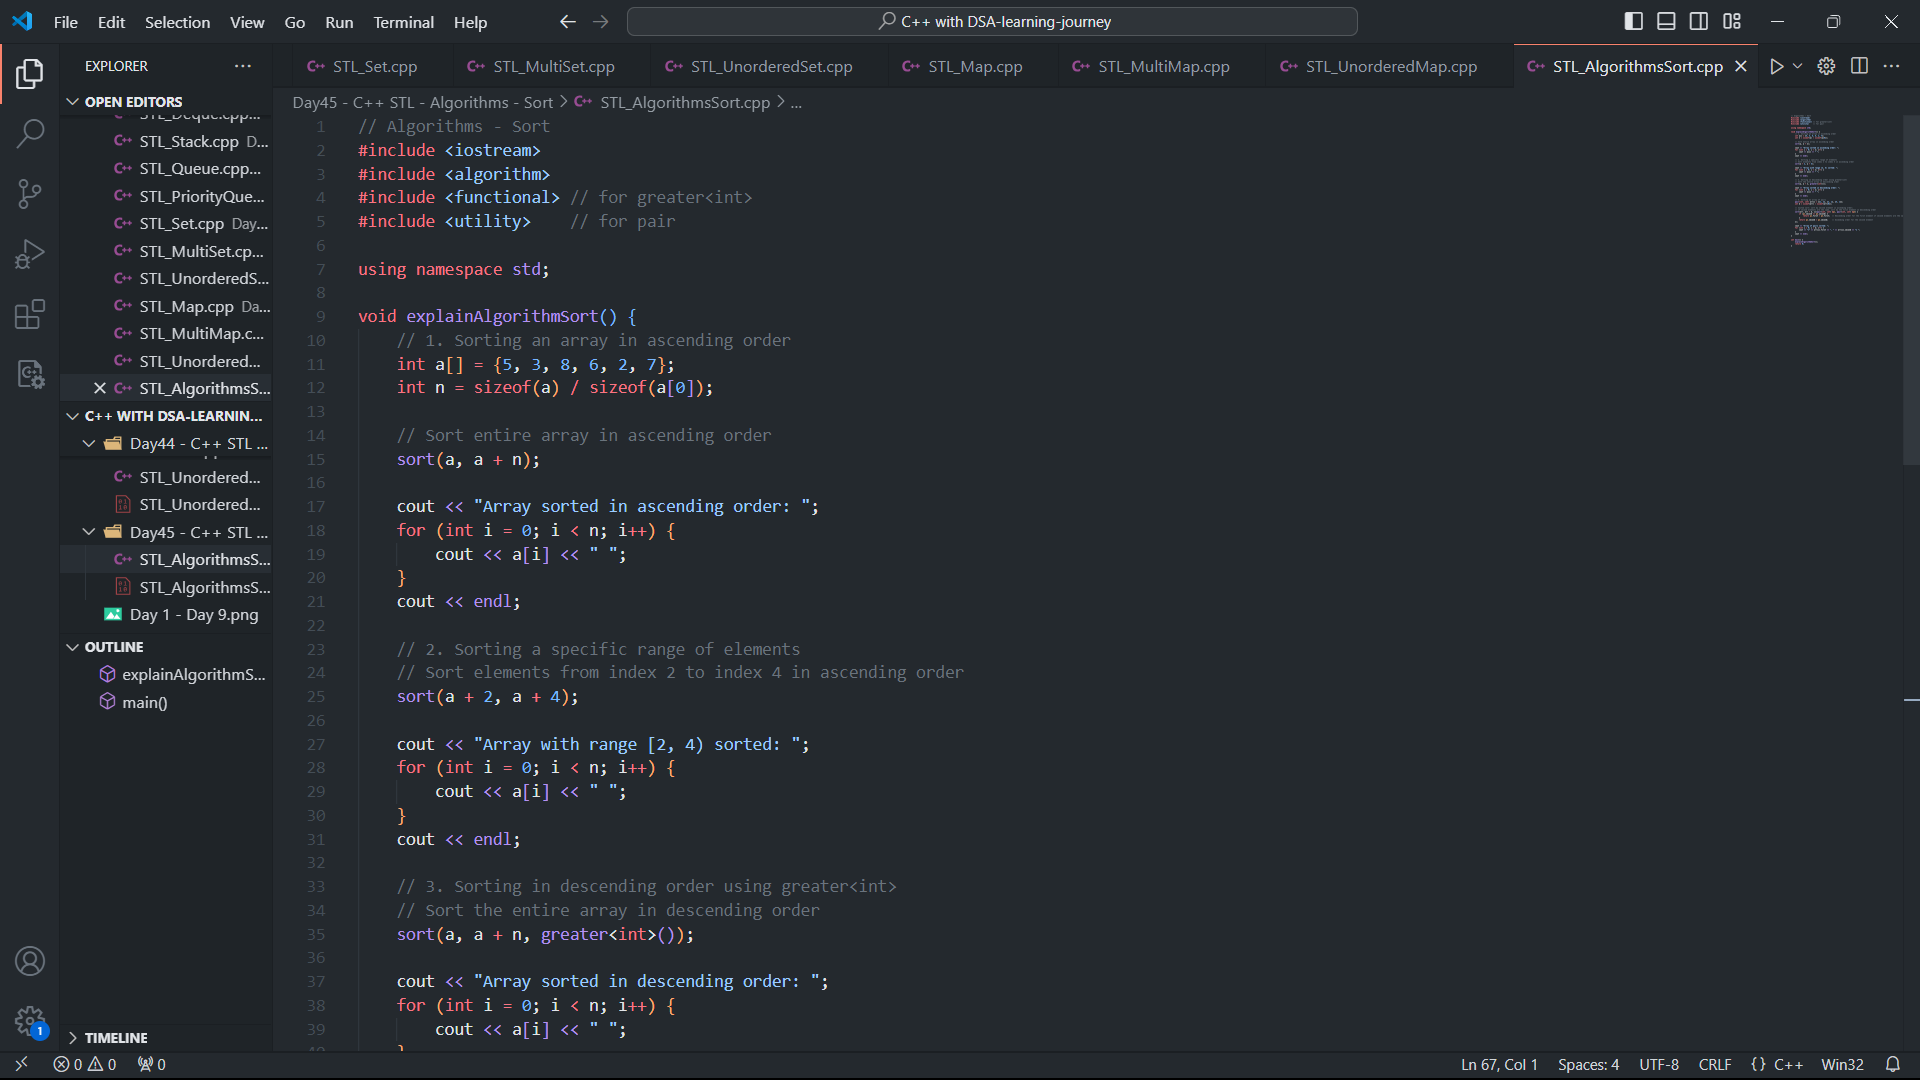 File Edit Selection View Go Run Terminal Help
C++ with DSA-learning-journey
EXPLORER
OPEN EDITORS
STL_Deque.cpp...
STL_Stack.cpp D...
STL_Queue.cpp...
STL_PriorityQue...
STL_Set.cpp Day...
STL_MultiSet.cp...
STL_UnorderedS...
STL_Map.cpp Da...
STL_MultiMap.c...
STL_Unordered...
STL_AlgorithmsS...
C++ WITH DSA-LEARNIN...
Day44 - C++ STL ...
STL_Unordered...
STL_Unordered...
Day45 - C++ STL ...
STL_AlgorithmsS...
STL_AlgorithmsS...
Day 1 - Day 9.png
OUTLINE
explainAlgorithmS...
main()
TIMELINE
STL_Set.cpp STL_MultiSet.cpp STL_UnorderedSet.cpp STL_Map.cpp STL_MultiMap.cpp STL_UnorderedMap.cpp STL_AlgorithmsSort.cpp
Day45 - C++ STL - Algorithms - Sort > STL_AlgorithmsSort.cpp > ...
1 // Algorithms - Sort
2 #include <iostream>
3 #include <algorithm>
4 #include <functional> // for greater<int>
5 #include <utility>    // for pair
6
7 using namespace std;
8
9 void explainAlgorithmSort() {
10     // 1. Sorting an array in ascending order
11     int a[] = {5, 3, 8, 6, 2, 7};
12     int n = sizeof(a) / sizeof(a[0]);
13
14     // Sort entire array in ascending order
15     sort(a, a + n);
16
17     cout << "Array sorted in ascending order: ";
18     for (int i = 0; i < n; i++) {
19         cout << a[i] << " ";
20     }
21     cout << endl;
22
23     // 2. Sorting a specific range of elements
24     // Sort elements from index 2 to index 4 in ascending order
25     sort(a + 2, a + 4);
26
27     cout << "Array with range [2, 4) sorted: ";
28     for (int i = 0; i < n; i++) {
29         cout << a[i] << " ";
30     }
31     cout << endl;
32
33     // 3. Sorting in descending order using greater<int>
34     // Sort the entire array in descending order
35     sort(a, a + n, greater<int>());
36
37     cout << "Array sorted in descending order: ";
38     for (int i = 0; i < n; i++) {
39         cout << a[i] << " ";
1
0 0 0 Ln 67, Col 1 Spaces: 4 UTF-8 CRLF {} C++ Win32